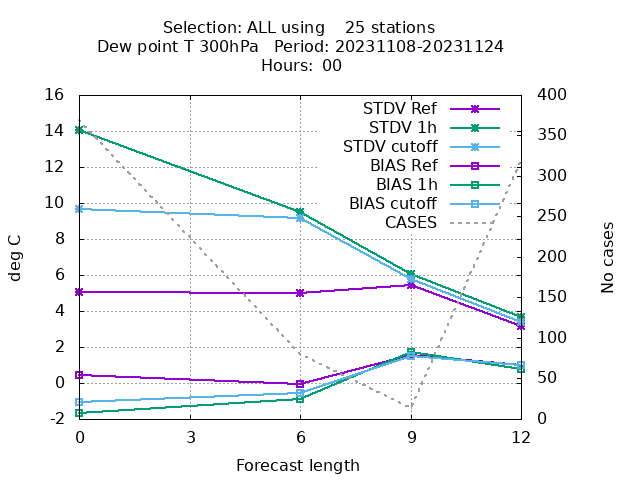 Selection: ALL using    25 stations
Dew point T 300hPa   Period: 20231108-20231124
Hours: 00
STDV Ref
STDV 1h
STDV cutoff
BIAS Ref
BIAS 1h
BIAS cutoff
CASES
deg C
16
14
12
10
8
6
4
2
0
-2
400
350
300
250
200
150
100
50
0
No cases
0 3 6 9 12
Forecast length